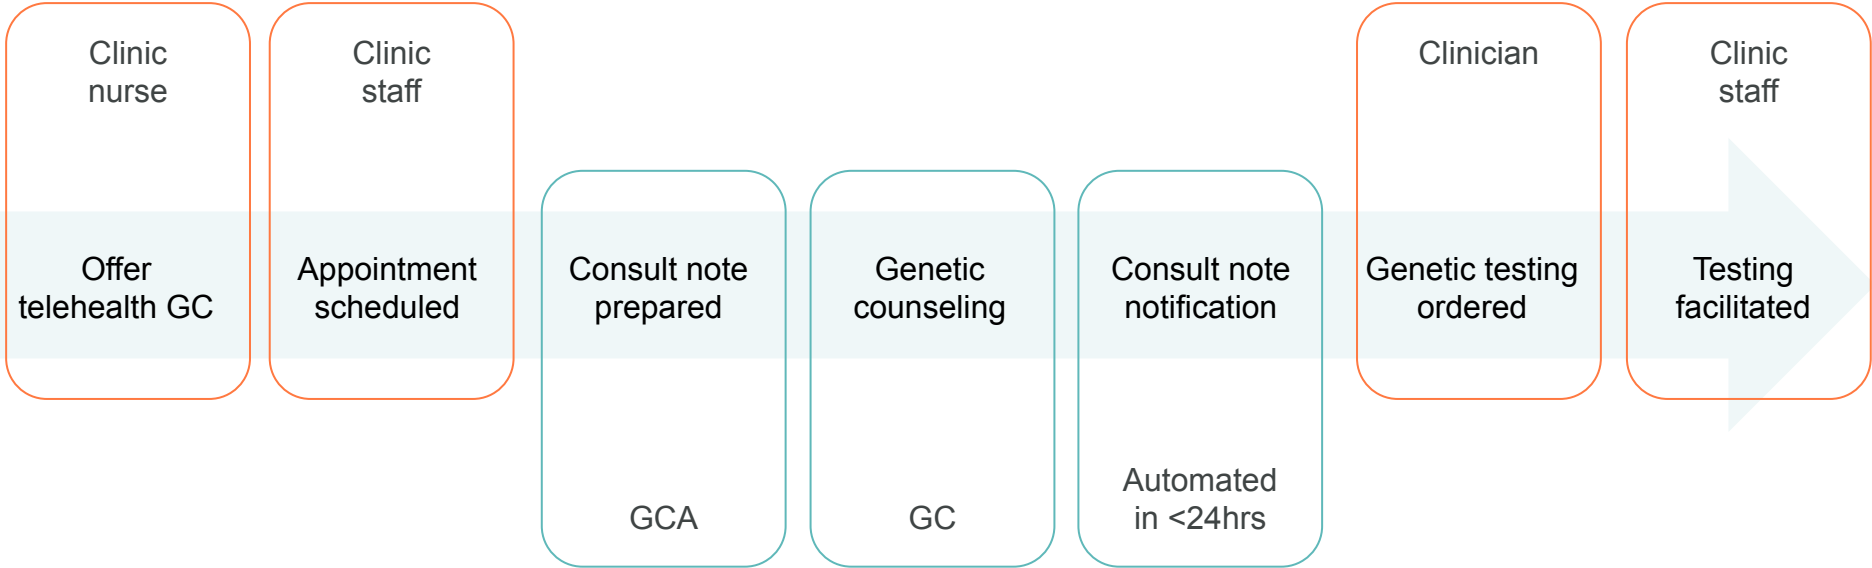 Clinic
nurse
Offer
telehealth GC
Clinic
staff
Appointment
scheduled
Consult note
prepared
GCA
Genetic
counseling
GC
Consult note
notification
Automated
in <24hrs
Clinician
Genetic testing
ordered
Clinic
staff
Testing
facilitated